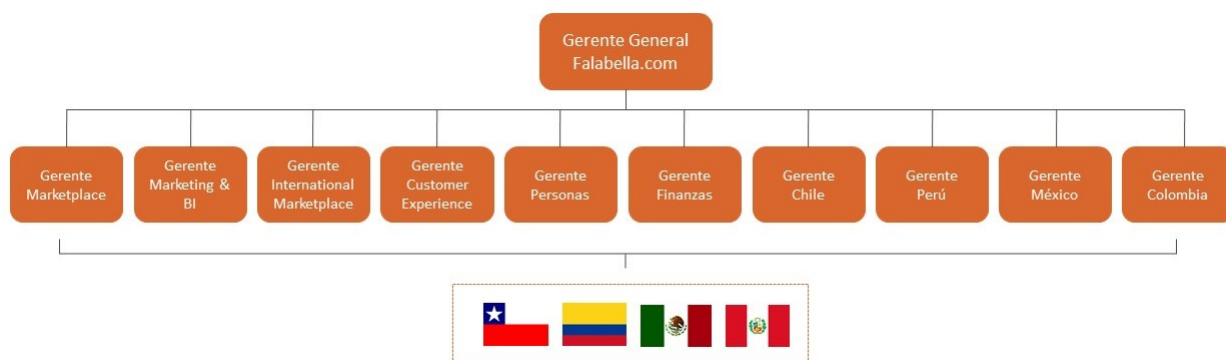 Gerente General
Falabella.com
Gerente
Marketplace
Gerente
Marketing &
BI
Gerente
International
Marketplace
Gerente
Customer
Experience
Gerente
Personas
Gerente
Finanzas
Gerente
Chile
Gerente
Perú
Gerente
México
Gerente
Colombia